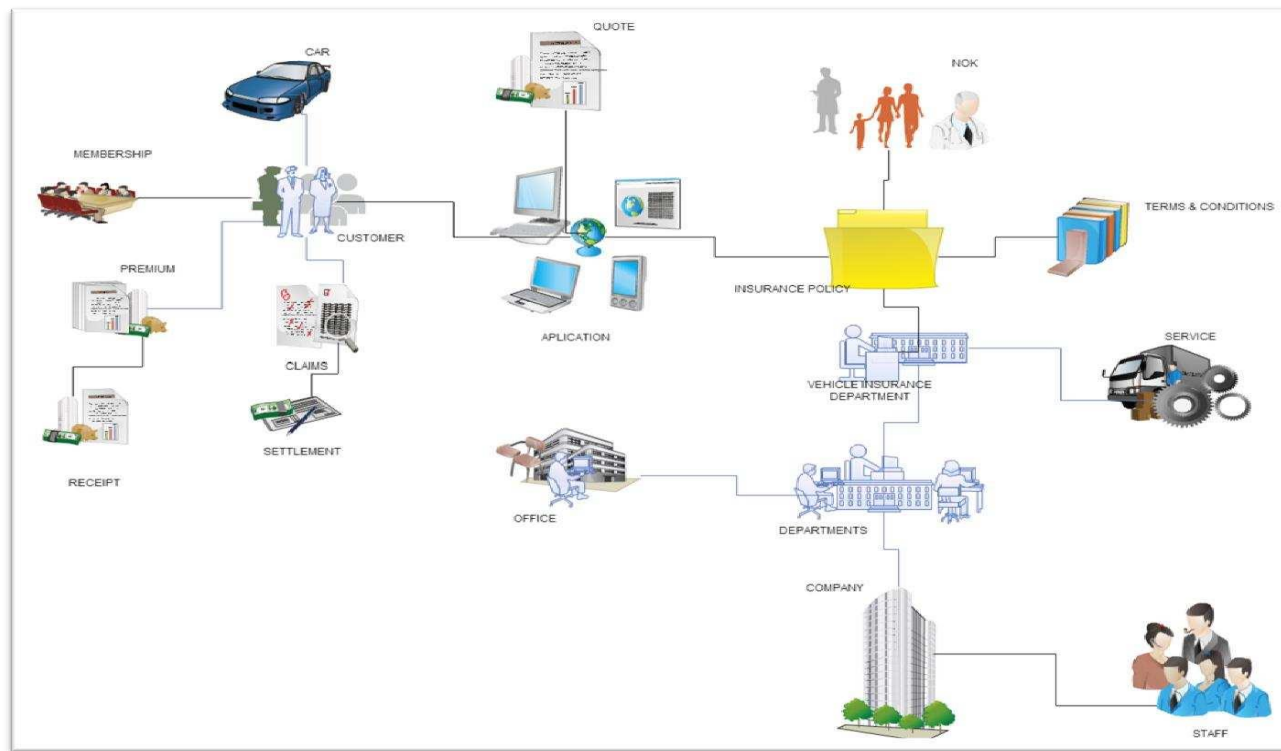 QUOTE
CAR
NOK
MEMBERSHIP
TERMS & CONDITIONS
CUSTOMER
PREMIUM
INSURANCE POLICY
APLICATION
SERVICE
CLAIMS
VEHICLE INSURANCE
DEPARTMENT
SETTLEMENT
RECEIPT
OFFICE
DEPARTMENTS
COMPANY
STAFF